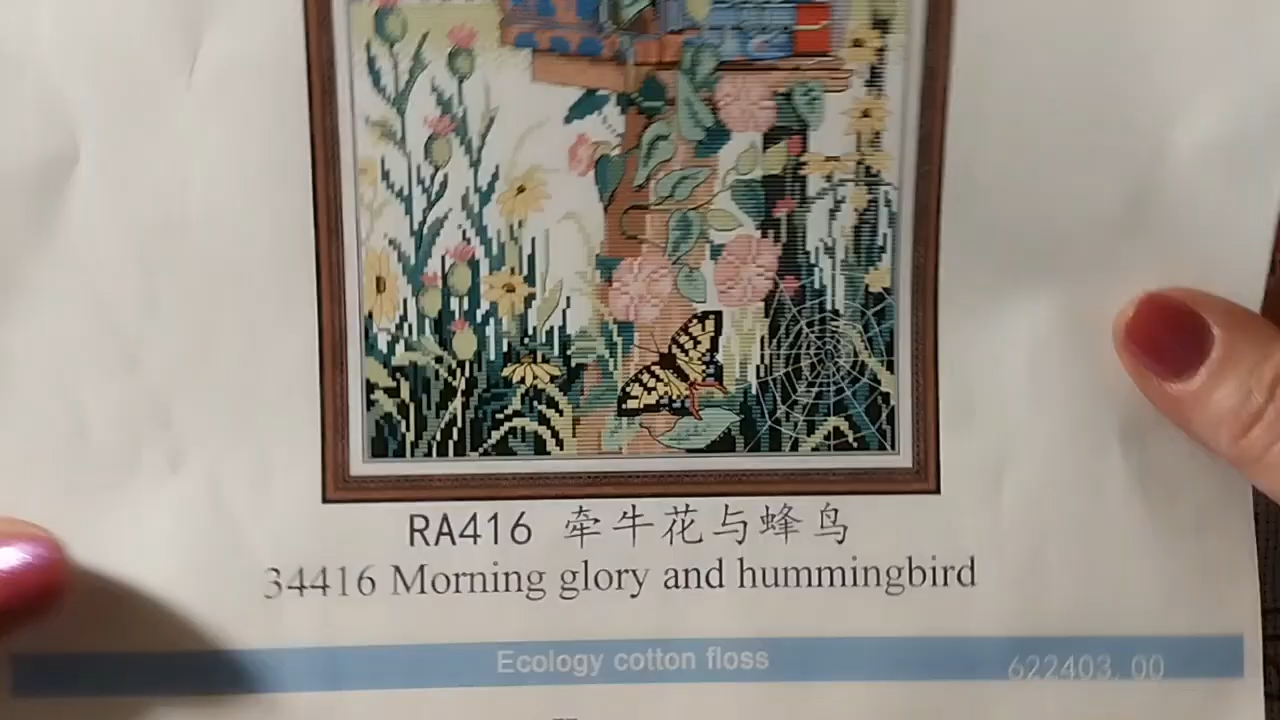 RA416 牵牛花与蜂鸟
34416 Morning glory and hummingbird
Ecology cotton floss 622403.00